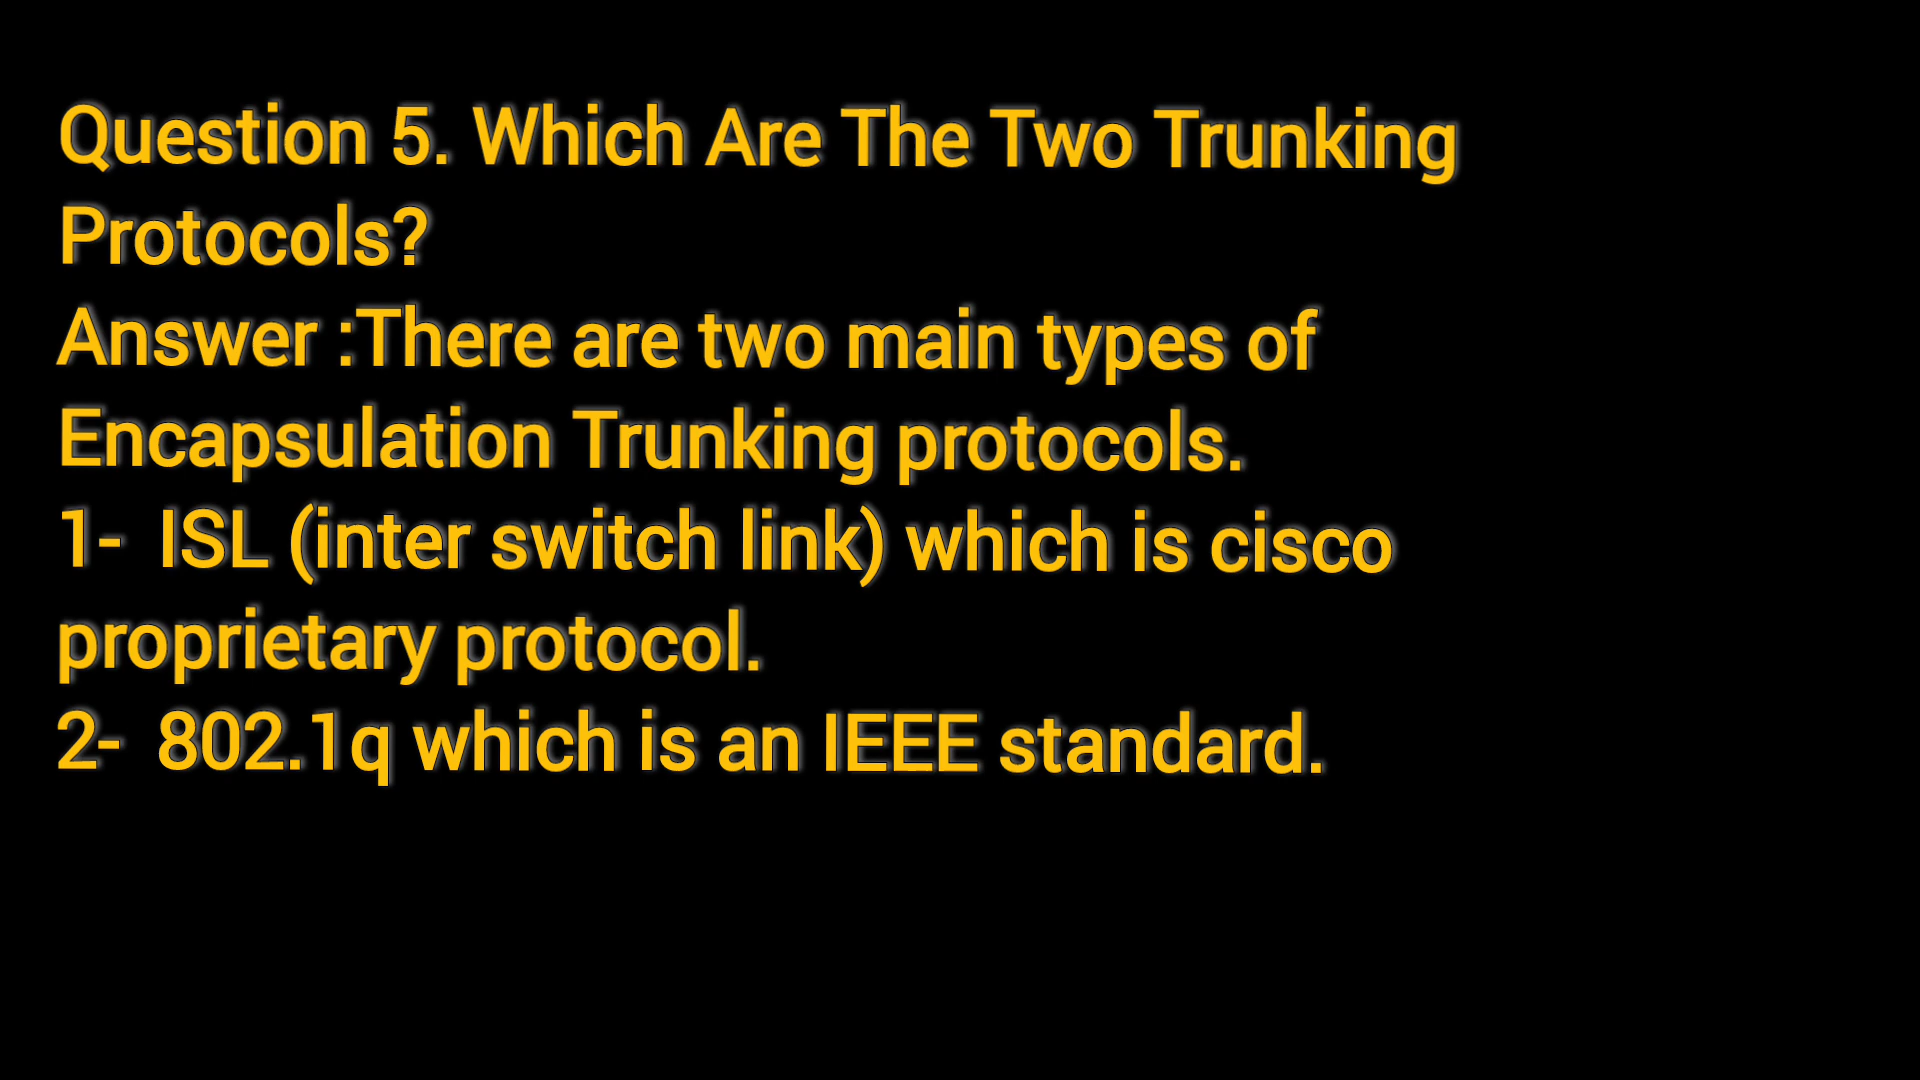 Question 5. Which Are The Two Trunking
Protocols?
Answer :There are two main types of
Encapsulation Trunking protocols.
1-  ISL (inter switch link) which is cisco
proprietary protocol.
2-  802.1q which is an IEEE standard.